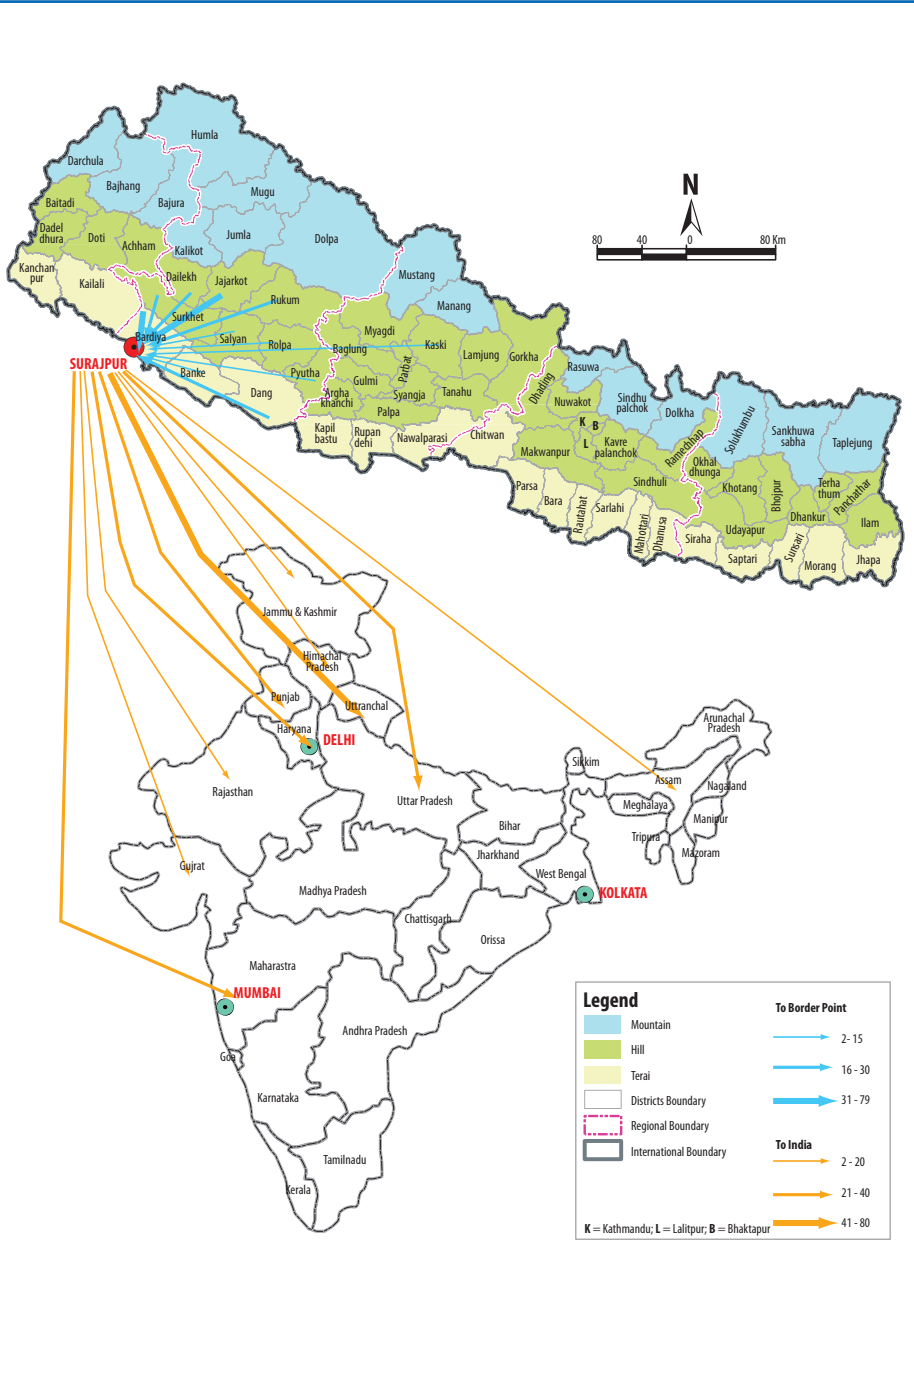 Humla
Darchula
Bajhang
Mugu
Baitadi
Bajura
Dadel
dhura
Doti
Jumla
Dolpa
Achham
Kalikot
N
80 40 0 80 Km
Kanchan
pur
Kailali
Dailekh
Jajarkot
Mustang
Rukum
Manang
Surkhet
Bardiya
Salyan
Rolpa
Baglung
Myagdi
Kaski
Lamjung
Gorkha
SURAJPUR
Banke
Pyutha
Gulmi
Parbat
Rasuwa
Dang
Argha
khanchi
Syangja
Tanahu
Dhading
Nuwakot
Sindhu
palchok
Palpa
Dolkha
Solukhumbu
Sankhuwa
sabha
Taplejung
Kapil
bastu
Rupan
dehi
Nawalparasi
Chitwan
K
B
L
Makwanpur
Kavre
palanchok
Ramechhap
Okhal
dhunga
Sindhuli
Khotang
Bhojpur
Terha
thum
Panchathar
Parsa
Bara
Rautahat
Sarlahi
Mahottari
Dhanusa
Siraha
Udayapur
Dhankur
Ilam
Saptari
Sunsari
Morang
Jhapa
Jammu & Kashmir
Himachal
Pradesh
Punjab
Uttranchal
Haryana
DELHI
Arunachal
Pradesh
Sikkim
Assam
Nagaland
Rajasthan
Uttar Pradesh
Meghalaya
Manipur
Bihar
Tripura
Mazoram
Jharkhand
Gujrat
West Bengal
Madhya Pradesh
KOLKATA
Chattisgarh
Orissa
Maharastra
MUMBAI
Andhra Pradesh
Goa
Karnataka
Tamilnadu
Kerala
Legend
Mountain
Hill
Terai
Districts Boundary
Regional Boundary
International Boundary
To Border Point
2- 15
16 - 30
31 - 79
To India
2 - 20
21 - 40
41 - 80
K = Kathmandu; L = Lalitpur; B = Bhaktapur